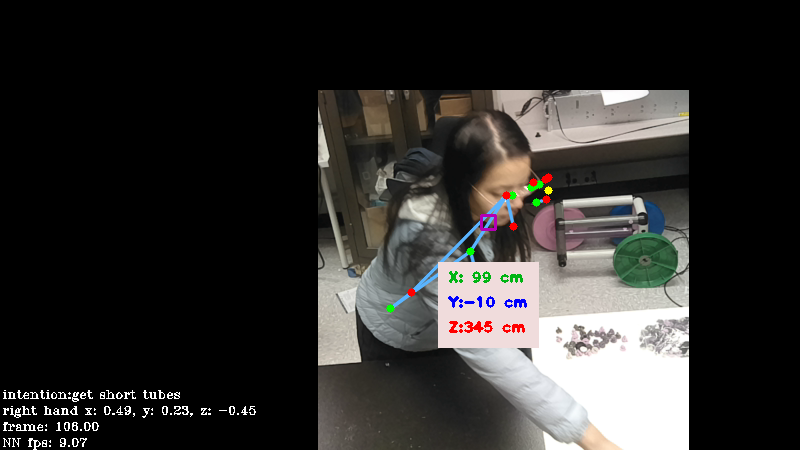 X: 99 cm
Y:-10 cm
Z:345 cm
intention:get short tubes
right hand x: 0.49, y: 0.23, z: -0.45
frame: 106.00
NN fps: 9.07